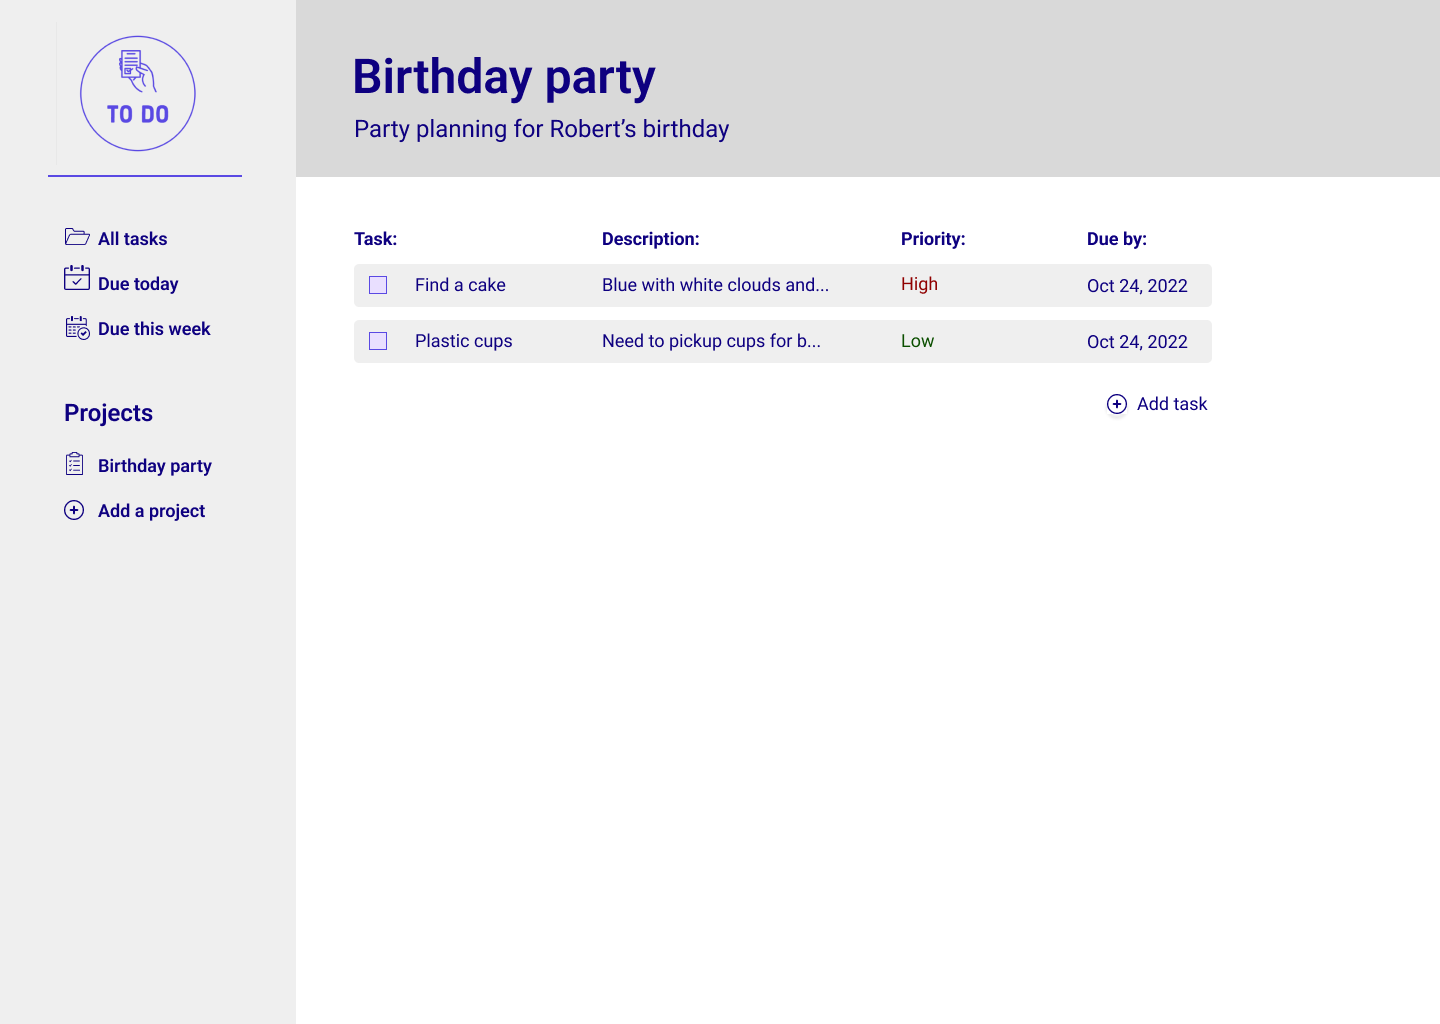 TO DO
All tasks
Due today
Due this week
Projects
Birthday party
Add a project
Birthday party
Party planning for Robert’s birthday
Task: Description: Priority: Due by:
Find a cake Blue with white clouds and... High Oct 24, 2022
Plastic cups Need to pickup cups for b... Low Oct 24, 2022
Add task